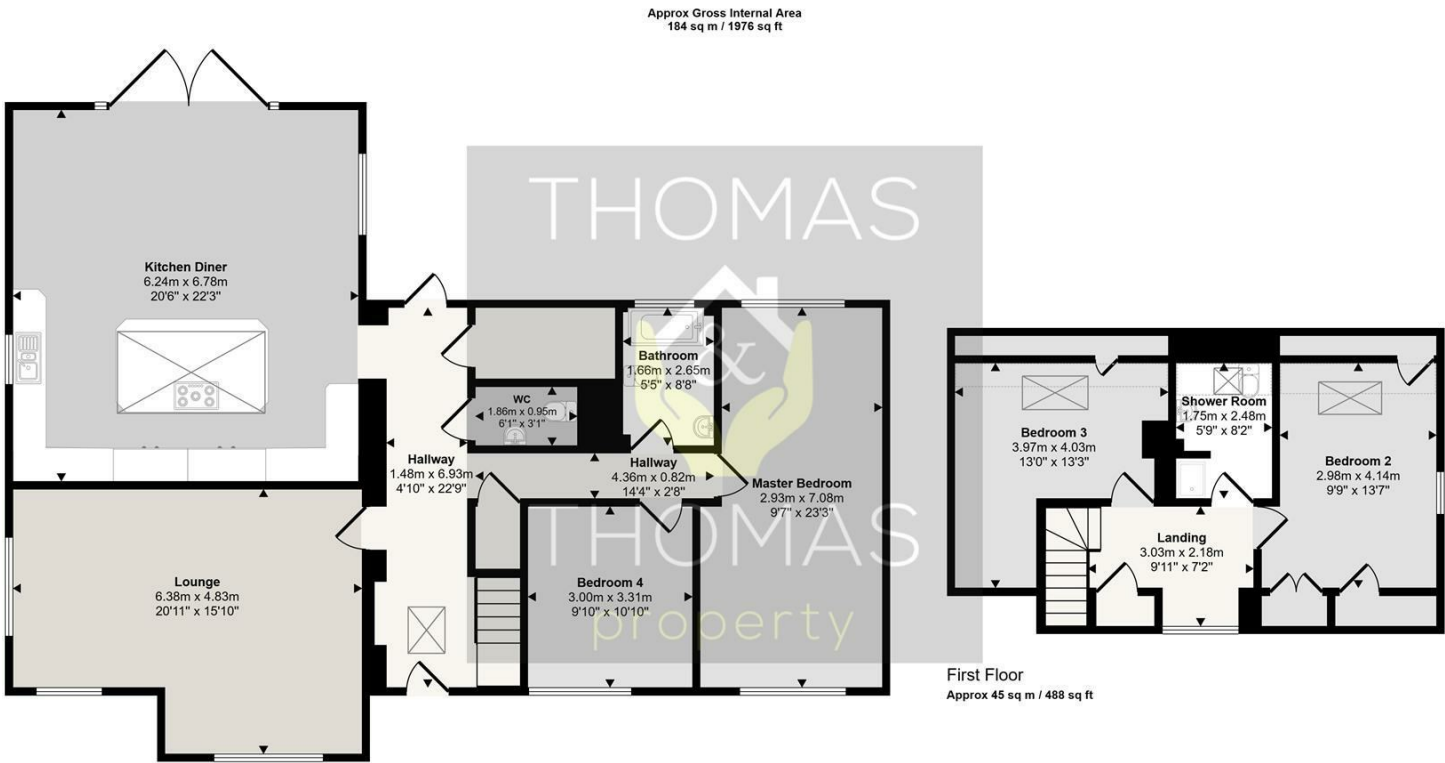 Approx Gross Internal Area
184 sq m / 1976 sq ft
THOMAS
&
THOMAS
property
Kitchen Diner
6.24m x 6.78m
20'6" x 22'3"
Bathroom
1.66m x 2.65m
5'5" x 8'8"
WC
1.86m x 0.95m
6'1" x 3'1"
Hallway
1.48m x 6.93m
4'10" x 22'9"
Hallway
4.36m x 0.82m
14'4" x 2'8"
Master Bedroom
2.93m x 7.08m
9'7" x 23'3"
Lounge
6.38m x 4.83m
20'11" x 15'10"
Bedroom 4
3.00m x 3.31m
9'10" x 10'10"
Shower Room
1.75m x 2.48m
5'9" x 8'2"
Bedroom 3
3.97m x 4.03m
13'0" x 13'3"
Bedroom 2
2.98m x 4.14m
9'9" x 13'7"
Landing
3.03m x 2.18m
9'11" x 7'2"
First Floor
Approx 45 sq m / 488 sq ft